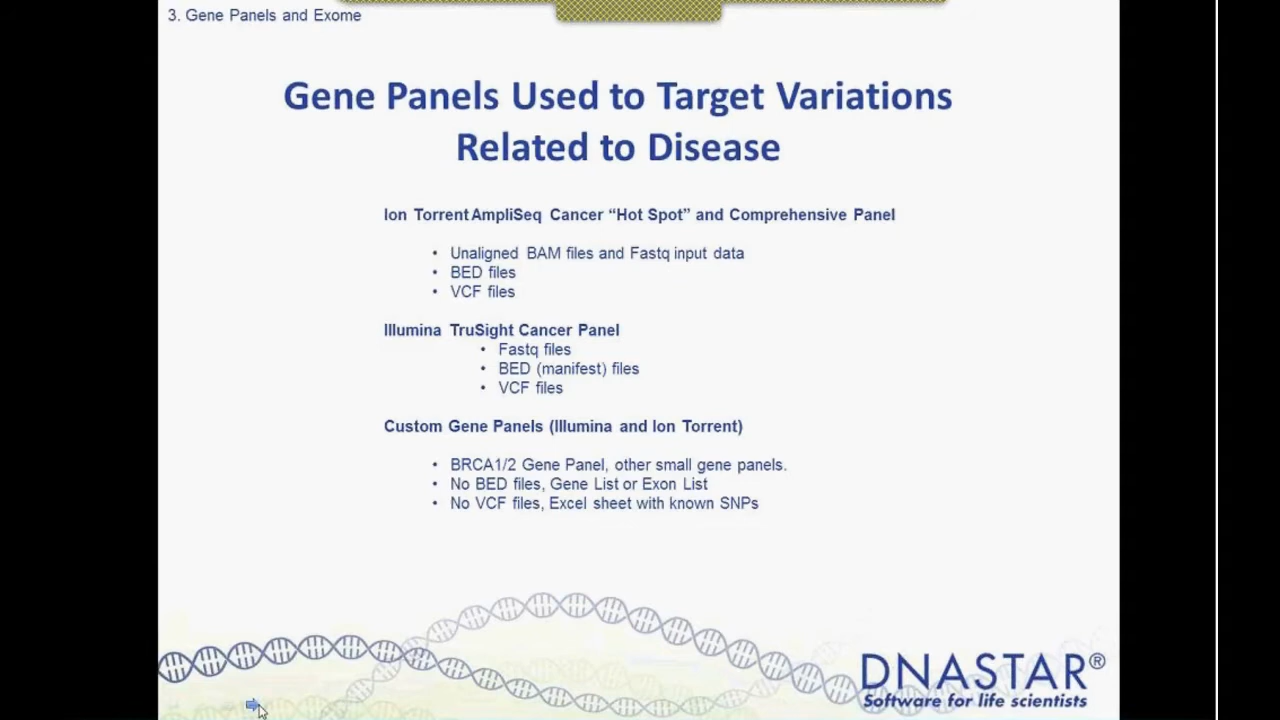 3. Gene Panels and Exome
Gene Panels Used to Target Variations
Related to Disease
Ion Torrent AmpliSeq Cancer “Hot Spot” and Comprehensive Panel
• Unaligned BAM files and Fastq input data
• BED files
• VCF files
Illumina TruSight Cancer Panel
• Fastq files
• BED (manifest) files
• VCF files
Custom Gene Panels (Illumina and Ion Torrent)
• BRCA1/2 Gene Panel, other small gene panels.
• No BED files, Gene List or Exon List
• No VCF files, Excel sheet with known SNPs
DNASTAR®
Software for life scientists